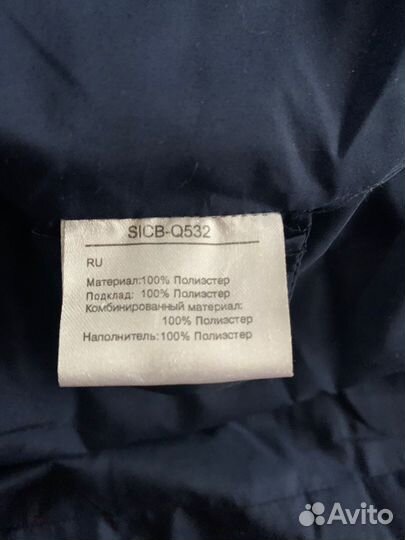 SICB-Q532
RU
Материал:100% Полиэстер
Подклад: 100% Полиэстер
Комбинированный материал:
100% Полиэстер
Наполнитель:100% Полиэстер
Avito